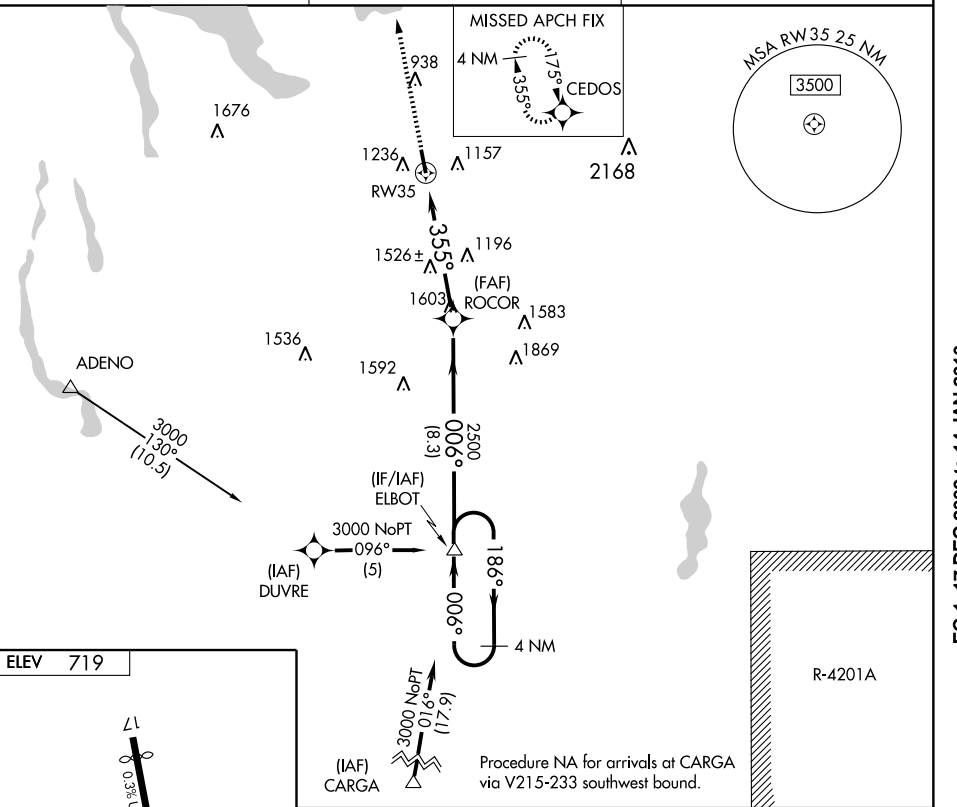 MISSED APCH FIX
4 NM
175°
355°
CEDOS
MSA RW35 25 NM
3500
938
1676
1236
1157
RW35
2168
355°
1526±
1196
(FAF)
ROCOR
1603
1583
1536
1869
1592
ADENO
3000
130°
(10.5)
2500
006°
(8.3)
(IF/IAF)
ELBOT
3000 NoPT
096°
(5)
(IAF)
DUVRE
186°
006°
4 NM
3000 NoPT
016°
(17.9)
(IAF)
CARGA
Procedure NA for arrivals at CARGA
via V215-233 southwest bound.
R-4201A
ELEV 719
17
0.3%